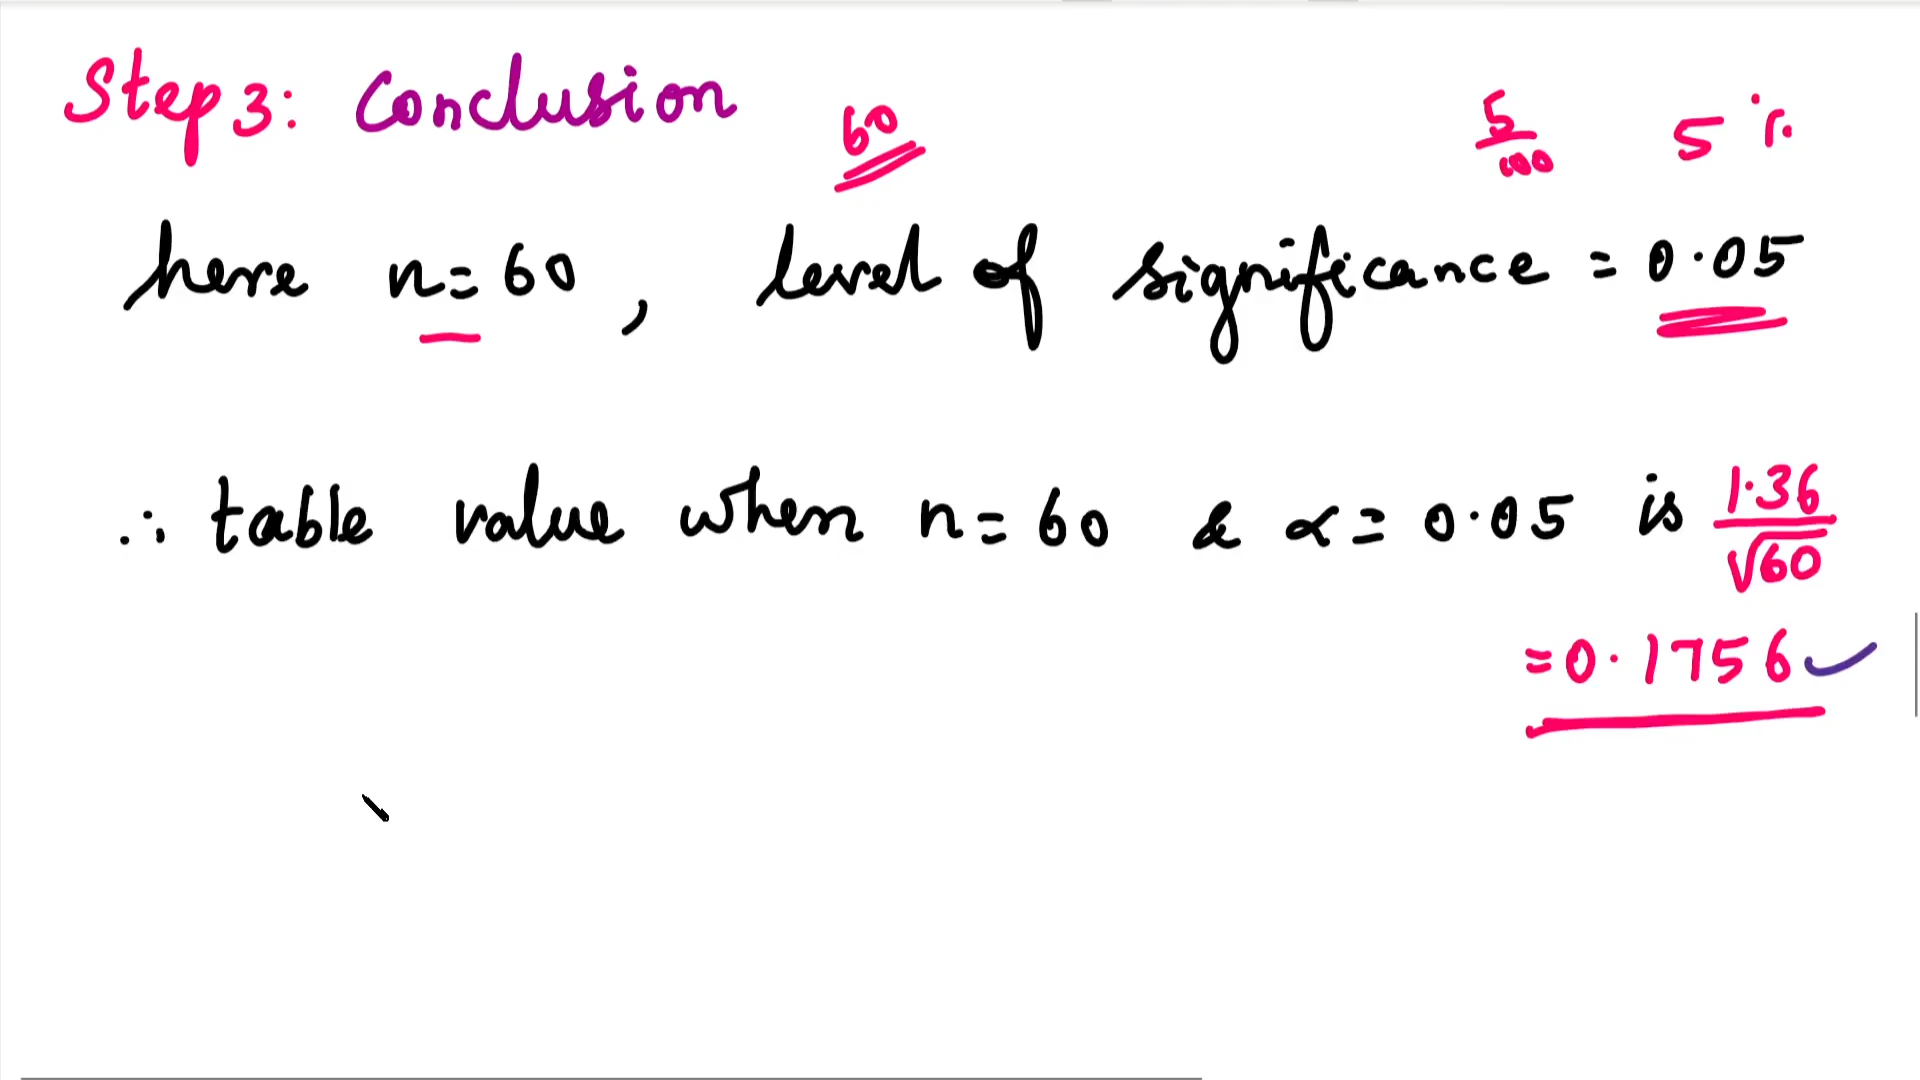 Step 3: Conclusion
60
5/100 5 %
here n = 60 , level of significance = 0.05
∴ table value when n = 60 & α = 0.05 is 1.36/√60
= 0.1756 ✓